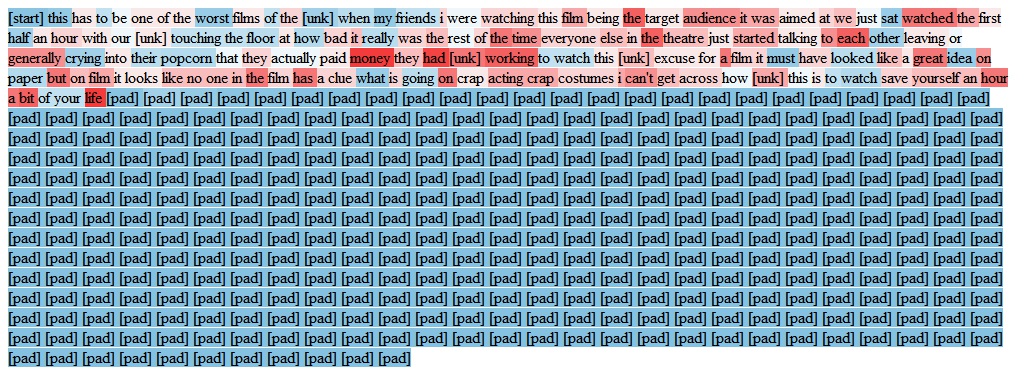 [start] this has to be one of the worst films of the [unk] when my friends i were watching this film being the target audience it was aimed at we just sat watched the first
half an hour with our [unk] touching the floor at how bad it really was the rest of the time everyone else in the theatre just started talking to each other leaving or
generally crying into their popcorn that they actually paid money they had [unk] working to watch this [unk] excuse for a film it must have looked like a great idea on
paper but on film it looks like no one in the film has a clue what is going on crap acting crap costumes i can't get across how [unk] this is to watch save yourself an hour
a bit of your life [pad] [pad] [pad] [pad] [pad] [pad] [pad] [pad] [pad] [pad] [pad] [pad] [pad] [pad] [pad] [pad] [pad] [pad] [pad] [pad] [pad] [pad] [pad] [pad]
[pad] [pad] [pad] [pad] [pad] [pad] [pad] [pad] [pad] [pad] [pad] [pad] [pad] [pad] [pad] [pad] [pad] [pad] [pad] [pad] [pad] [pad] [pad] [pad] [pad] [pad] [pad]
[pad] [pad] [pad] [pad] [pad] [pad] [pad] [pad] [pad] [pad] [pad] [pad] [pad] [pad] [pad] [pad] [pad] [pad] [pad] [pad] [pad] [pad] [pad] [pad] [pad] [pad] [pad]
[pad] [pad] [pad] [pad] [pad] [pad] [pad] [pad] [pad] [pad] [pad] [pad] [pad] [pad] [pad] [pad] [pad] [pad] [pad] [pad] [pad] [pad] [pad] [pad] [pad] [pad] [pad]
[pad] [pad] [pad] [pad] [pad] [pad] [pad] [pad] [pad] [pad] [pad] [pad] [pad] [pad] [pad] [pad] [pad] [pad] [pad] [pad] [pad] [pad] [pad] [pad] [pad] [pad] [pad]
[pad] [pad] [pad] [pad] [pad] [pad] [pad] [pad] [pad] [pad] [pad] [pad] [pad] [pad] [pad] [pad] [pad] [pad] [pad] [pad] [pad] [pad] [pad] [pad] [pad] [pad] [pad]
[pad] [pad] [pad] [pad] [pad] [pad] [pad] [pad] [pad] [pad] [pad] [pad] [pad] [pad] [pad] [pad] [pad] [pad] [pad] [pad] [pad] [pad] [pad] [pad] [pad] [pad] [pad]
[pad] [pad] [pad] [pad] [pad] [pad] [pad] [pad] [pad] [pad] [pad] [pad] [pad] [pad] [pad] [pad] [pad] [pad] [pad] [pad] [pad] [pad] [pad] [pad] [pad] [pad] [pad]
[pad] [pad] [pad] [pad] [pad] [pad] [pad] [pad] [pad] [pad] [pad] [pad] [pad] [pad] [pad] [pad] [pad] [pad] [pad] [pad] [pad] [pad] [pad] [pad] [pad] [pad] [pad]
[pad] [pad] [pad] [pad] [pad] [pad] [pad] [pad] [pad] [pad] [pad] [pad] [pad] [pad] [pad] [pad] [pad] [pad] [pad] [pad] [pad] [pad] [pad] [pad] [pad] [pad] [pad]
[pad] [pad] [pad] [pad] [pad] [pad] [pad] [pad] [pad] [pad] [pad] [pad] [pad] [pad] [pad] [pad] [pad] [pad] [pad] [pad] [pad] [pad] [pad] [pad] [pad] [pad] [pad]
[pad] [pad] [pad] [pad] [pad] [pad] [pad] [pad] [pad] [pad] [pad] [pad] [pad] [pad] [pad] [pad] [pad] [pad] [pad] [pad] [pad] [pad] [pad] [pad] [pad] [pad] [pad]
[pad] [pad] [pad] [pad] [pad] [pad] [pad] [pad] [pad] [pad] [pad] [pad] [pad] [pad] [pad] [pad] [pad] [pad] [pad] [pad] [pad] [pad] [pad] [pad] [pad] [pad] [pad]
[pad] [pad] [pad] [pad] [pad] [pad] [pad] [pad] [pad] [pad] [pad]